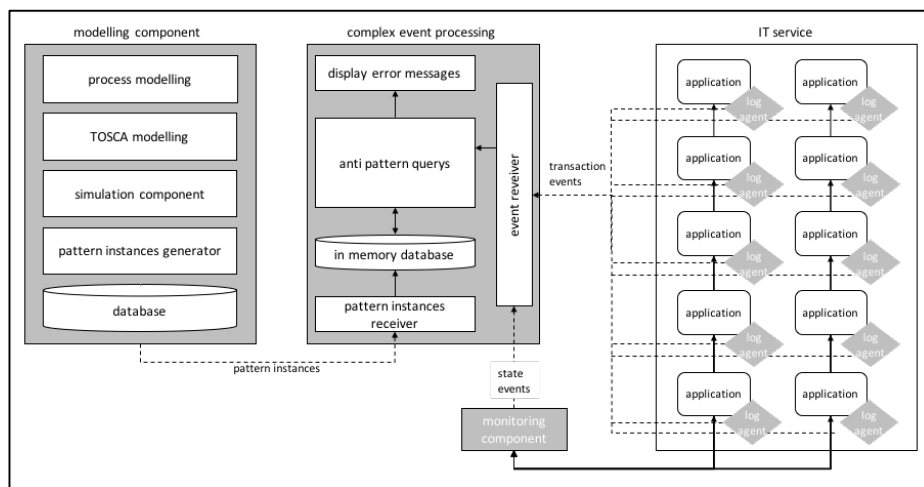 modelling component
process modelling
TOSCA modelling
simulation component
pattern instances generator
database
pattern instances
complex event processing
display error messages
anti pattern querys
in memory database
pattern instances
receiver
event reveiver
transaction
events
state
events
monitoring
component
IT service
application
log
agent
application
log
agent
application
log
agent
application
log
agent
application
log
agent
application
log
agent
application
log
agent
application
log
agent
application
log
agent
application
log
agent